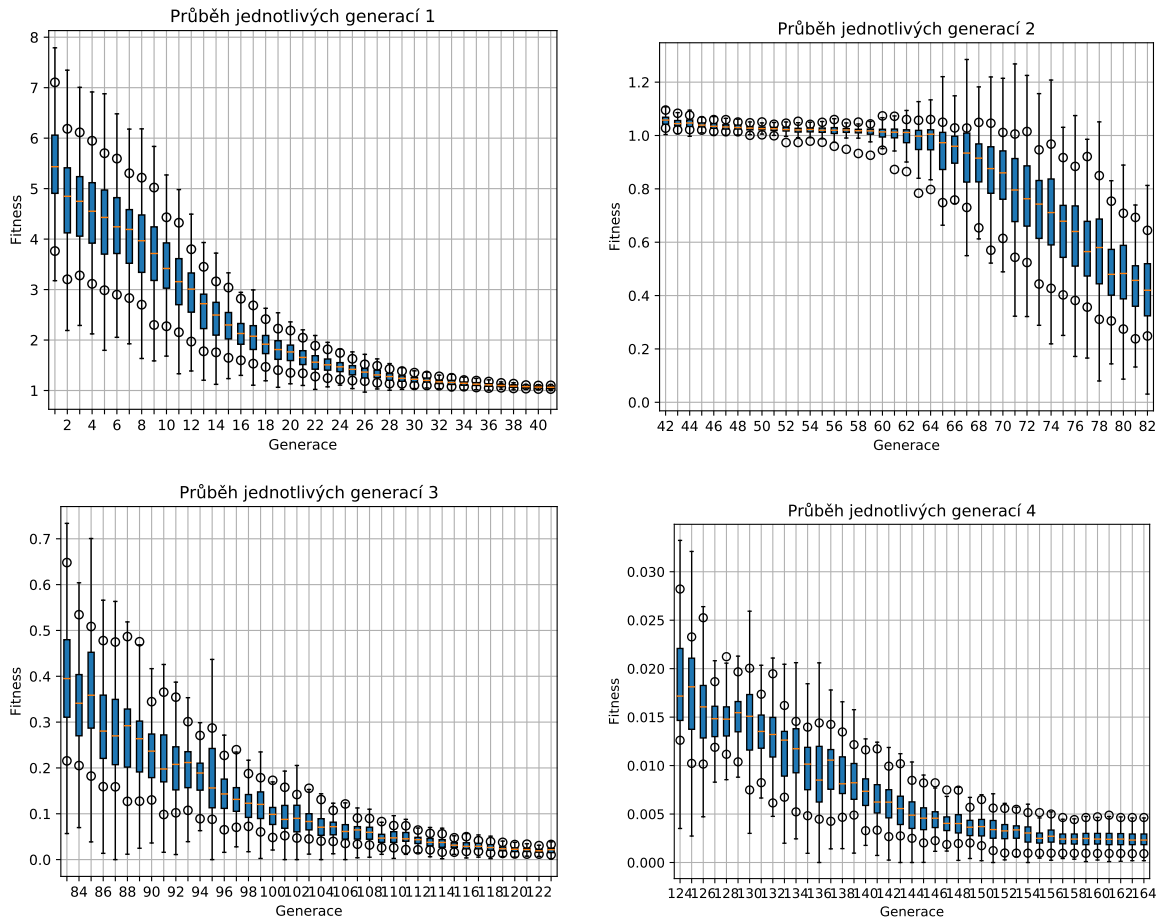 Průběh jednotlivých generací 1
8
7
6
5
4
3
2
1
Fitness
2 4 6 8 10 12 14 16 18 20 22 24 26 28 30 32 34 36 38 40
Generace
Průběh jednotlivých generací 2
1.2
1.0
0.8
0.6
0.4
0.2
0.0
Fitness
42 44 46 48 50 52 54 56 58 60 62 64 66 68 70 72 74 76 78 80 82
Generace
Průběh jednotlivých generací 3
0.7
0.6
0.5
0.4
0.3
0.2
0.1
0.0
Fitness
84 86 88 90 92 94 96 98 100 102 104 106 108 110 112 114 116 118 120 122
Generace
Průběh jednotlivých generací 4
0.030
0.025
0.020
0.015
0.010
0.005
0.000
Fitness
124 126 128 130 132 134 136 138 140 142 144 146 148 150 152 154 156 158 160 162 164
Generace